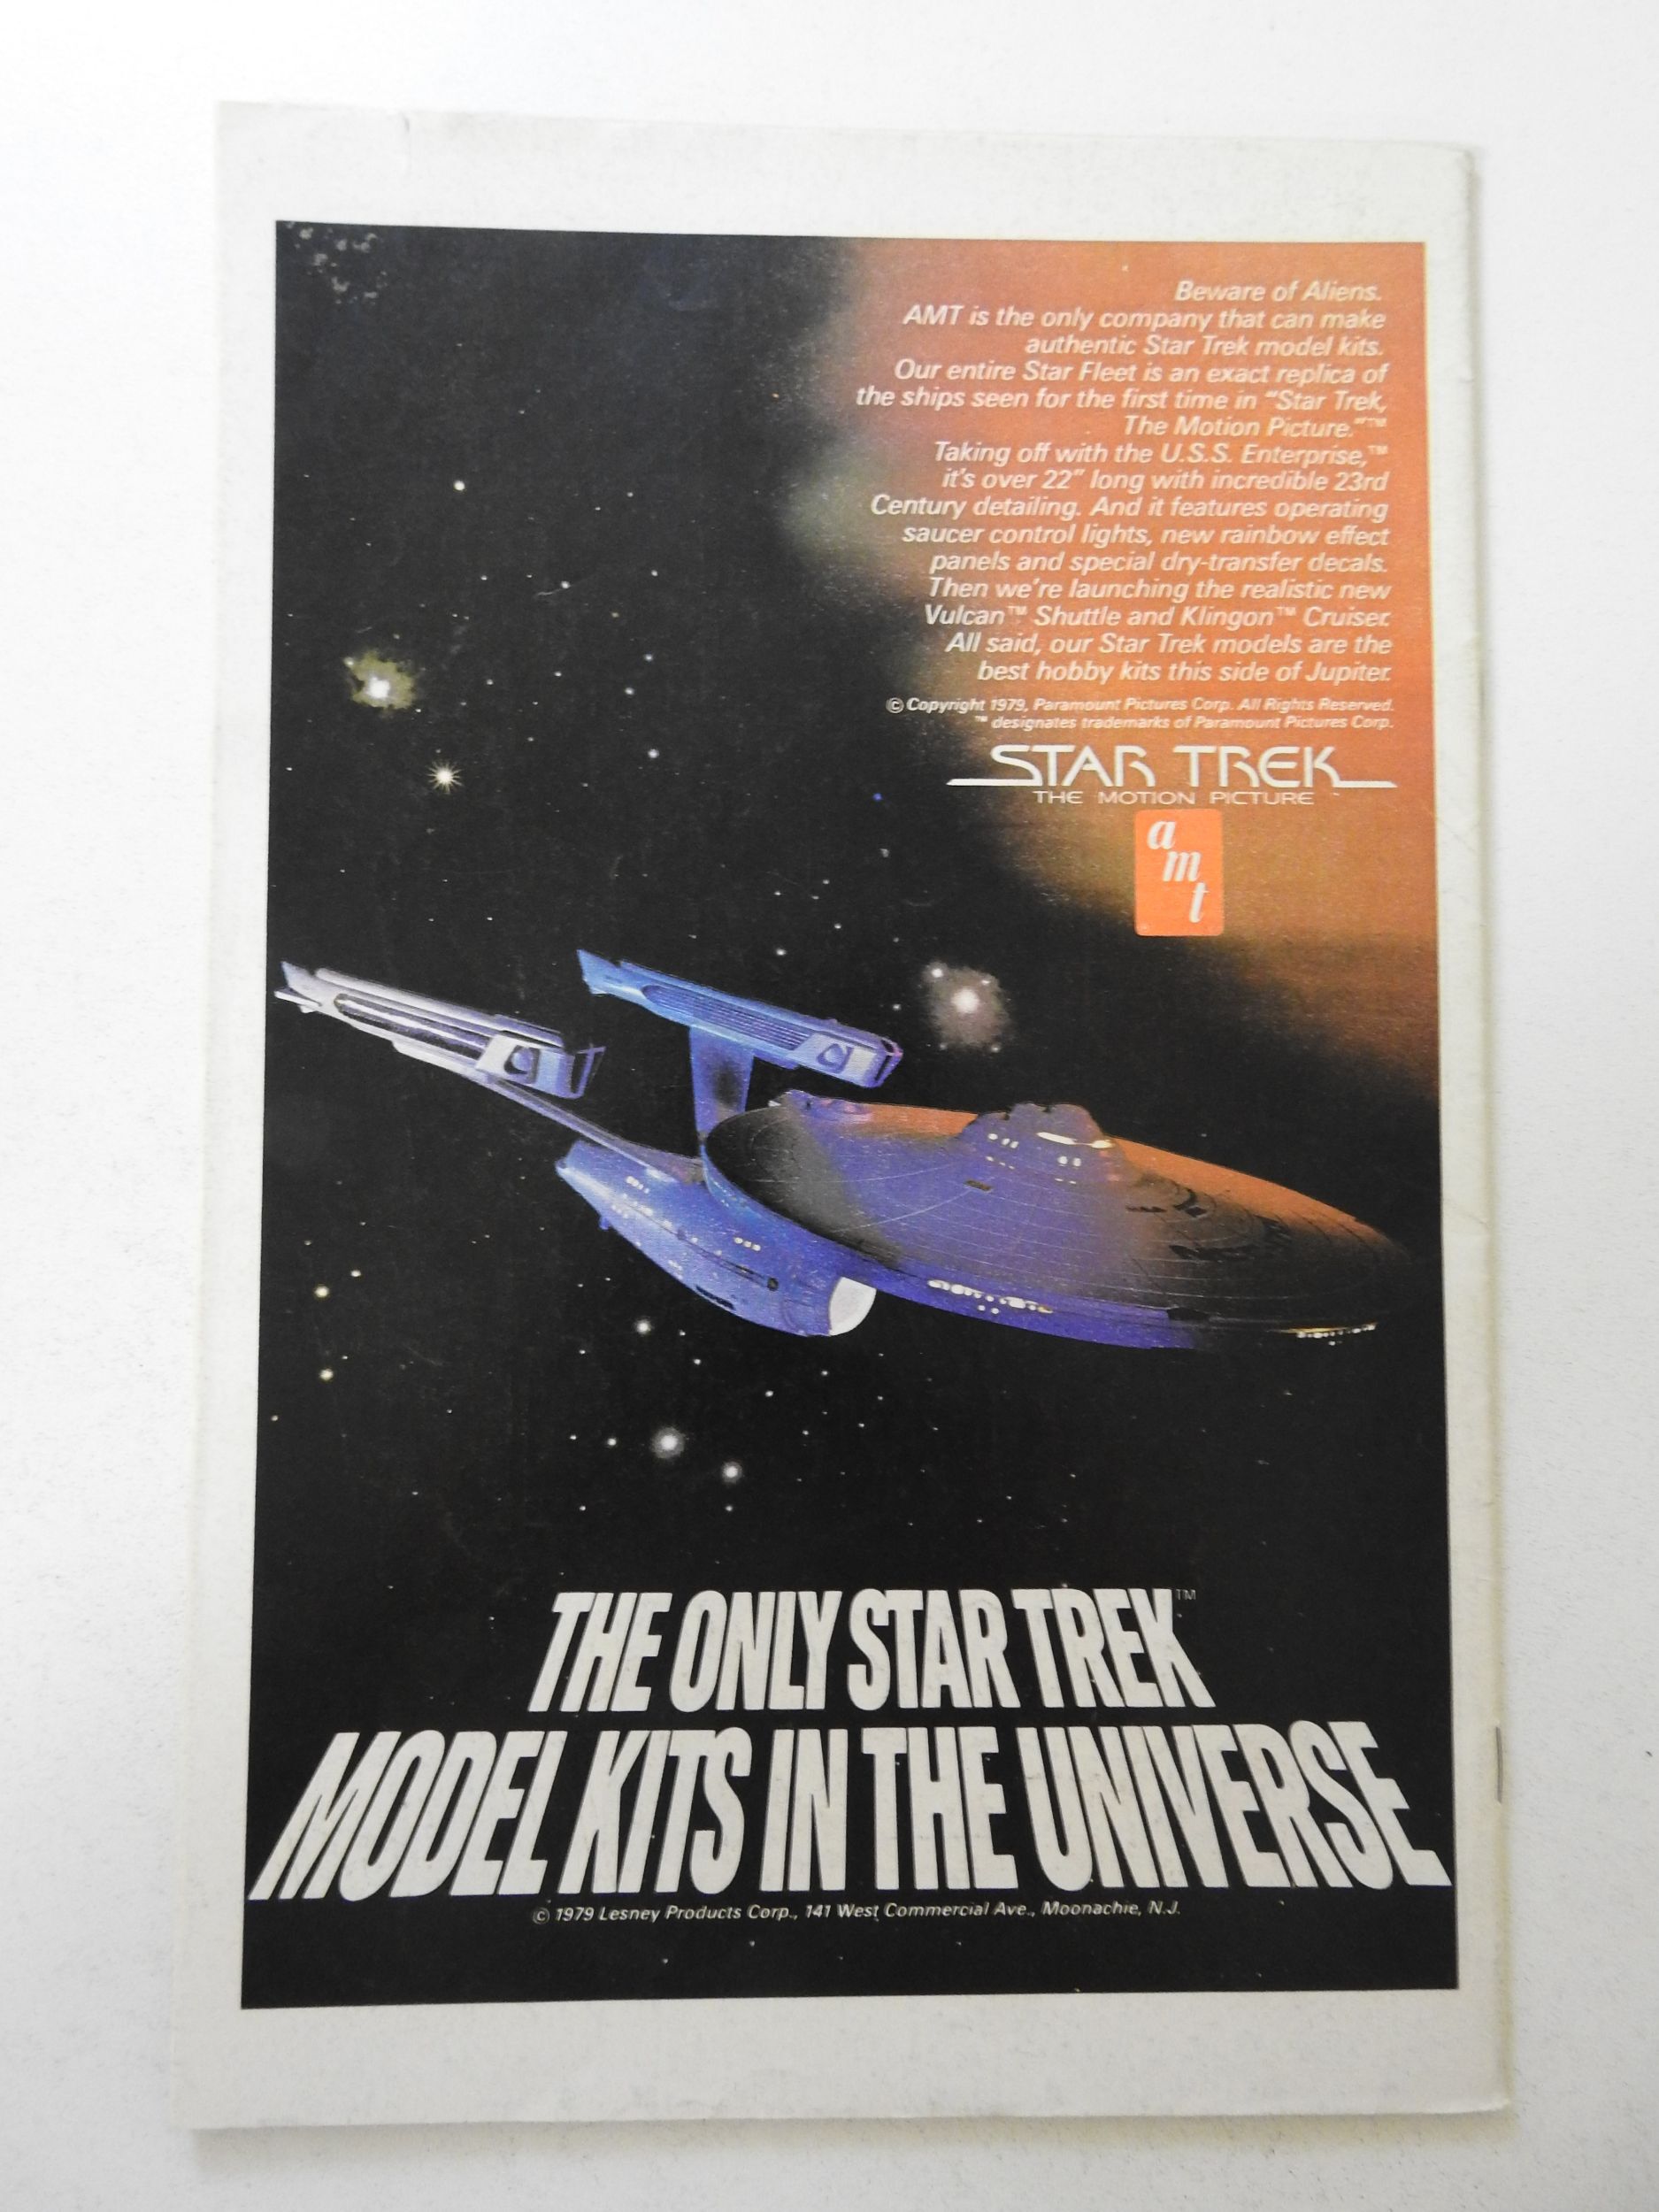 Beware of Aliens.
AMT is the only company that can make
authentic Star Trek model kits.
Our entire Star Fleet is an exact replica of
the ships seen for the first time in "Star Trek,
The Motion Picture."™
Taking off with the U.S.S. Enterprise,™
it's over 22" long with incredible 23rd
Century detailing. And it features operating
saucer control lights, new rainbow effect
panels and special dry-transfer decals.
Then we're launching the realistic new
Vulcan™ Shuttle and Klingon™ Cruiser.
All said, our Star Trek models are the
best hobby kits this side of Jupiter.
© Copyright 1979, Paramount Pictures Corp. All Rights Reserved.
™ designates trademarks of Paramount Pictures Corp.
STAR TREK
THE MOTION PICTURE
amt
THE ONLY STAR TREK™
MODEL KITS IN THE UNIVERSE
© 1979 Lesney Products Corp., 141 West Commercial Ave., Moonachie, N.J.